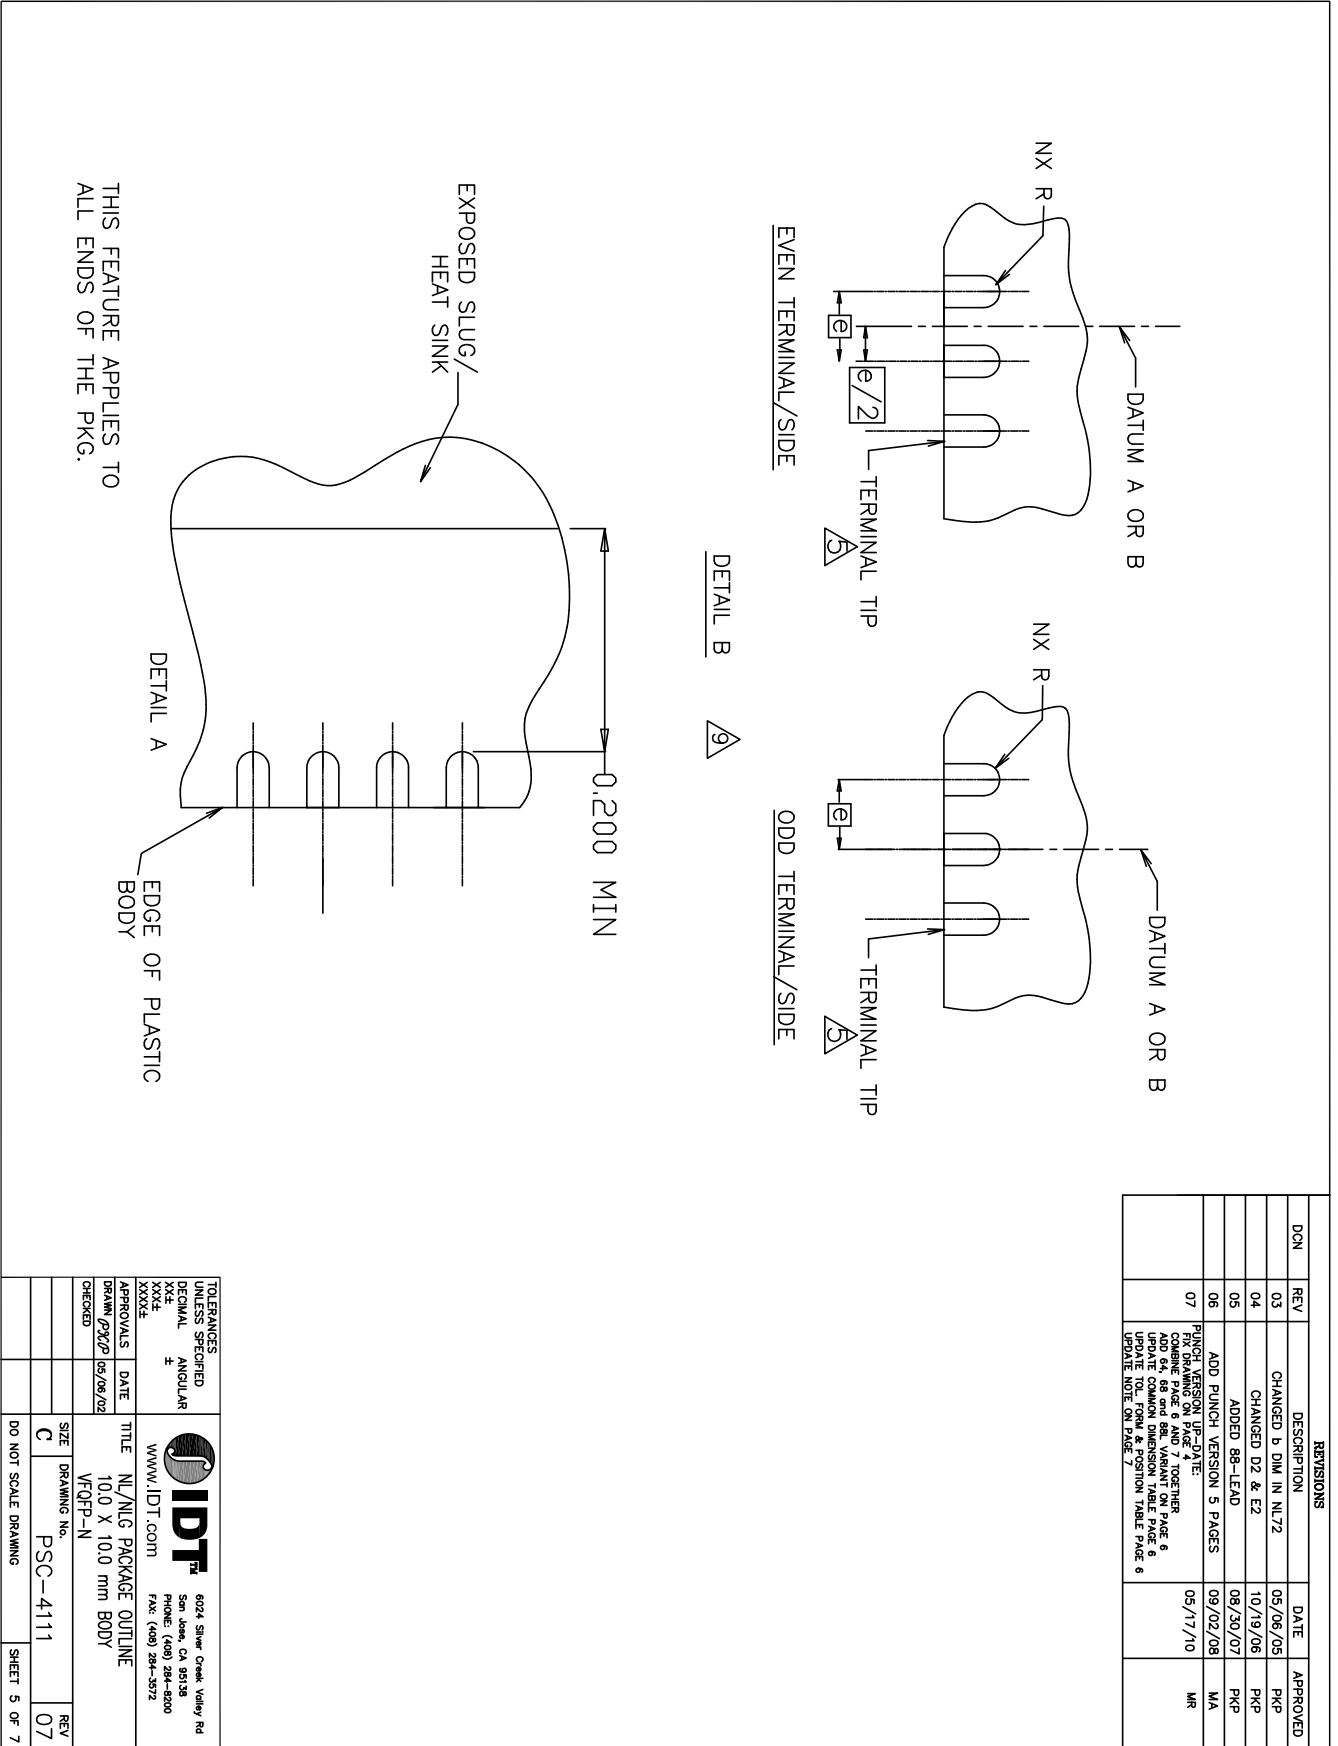 REVISIONS
DCN REV DESCRIPTION DATE APPROVED
03 CHANGED b DIM IN NL72 05/06/05 PKP
04 CHANGED D2 & E2 10/19/06 PKP
05 ADDED 88-LEAD 08/30/07 PKP
06 ADD PUNCH VERSION 5 PAGES 09/02/08 MA
07 PUNCH VERSION UP-DATE: 05/17/10 MR
FIX DRAWING ON PAGE 4
COMBINE PAGE 6 AND 7 TOGETHER
ADD 64, 68 and 88L VARIANT ON PAGE 6
UPDATE COMMON DIMENSION TABLE PAGE 6
UPDATE TOL. FORM & POSITION TABLE PAGE 6
UPDATE NOTE ON PAGE 7
NX R
DATUM A OR B
e
e/2
TERMINAL TIP
5
EVEN TERMINAL/SIDE
NX R
DATUM A OR B
e
TERMINAL TIP
5
ODD TERMINAL/SIDE
DETAIL B
9
0.200 MIN
EXPOSED SLUG/
HEAT SINK
EDGE OF PLASTIC
BODY
DETAIL A
THIS FEATURE APPLIES TO
ALL ENDS OF THE PKG.
TOLERANCES
UNLESS SPECIFIED
DECIMAL ANGULAR
XX± ±
XXX±
XXXX±
APPROVALS DATE
DRAWN PKP 05/06/02
CHECKED
IDT™
www.IDT.com
6024 Silver Creek Valley Rd
San Jose, CA 95138
PHONE: (408) 284-8200
FAX: (408) 284-3572
TITLE NL/NLG PACKAGE OUTLINE
10.0 X 10.0 mm BODY
VFQFP-N
SIZE DRAWING No. REV
C PSC-4111 07
DO NOT SCALE DRAWING SHEET 5 OF 7